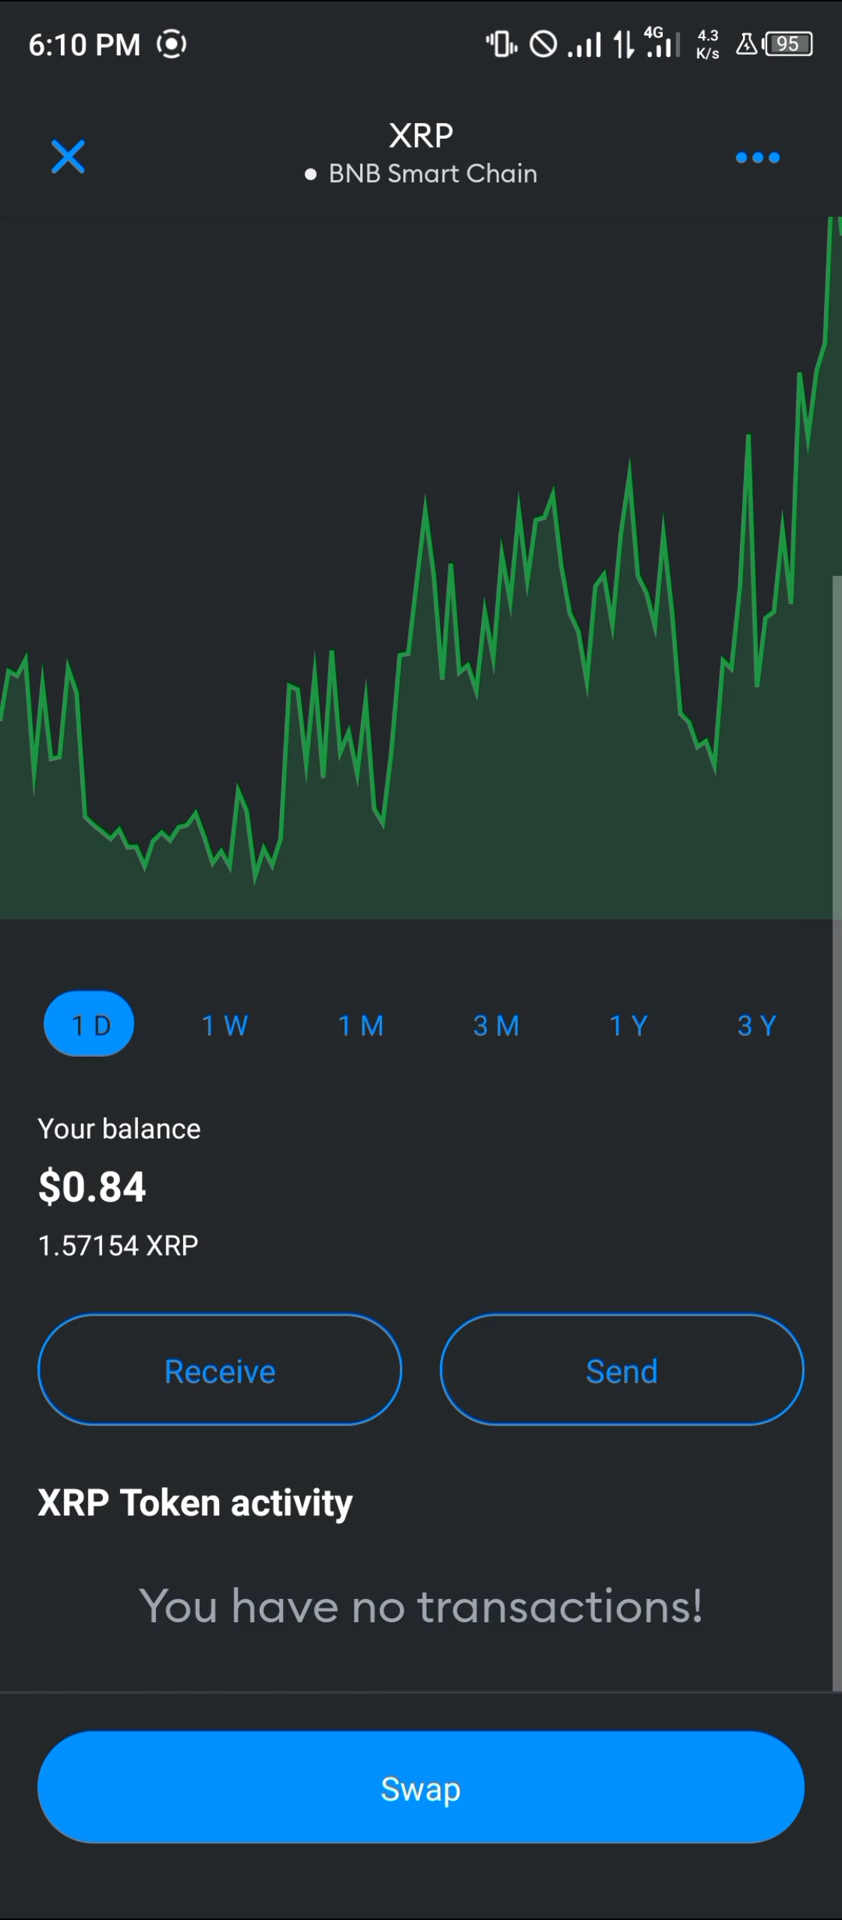 6:10 PM
4G
4.3
K/s
95
XRP
BNB Smart Chain
1 D 1 W 1 M 3 M 1 Y 3 Y
Your balance
$0.84
1.57154 XRP
Receive Send
XRP Token activity
You have no transactions!
Swap